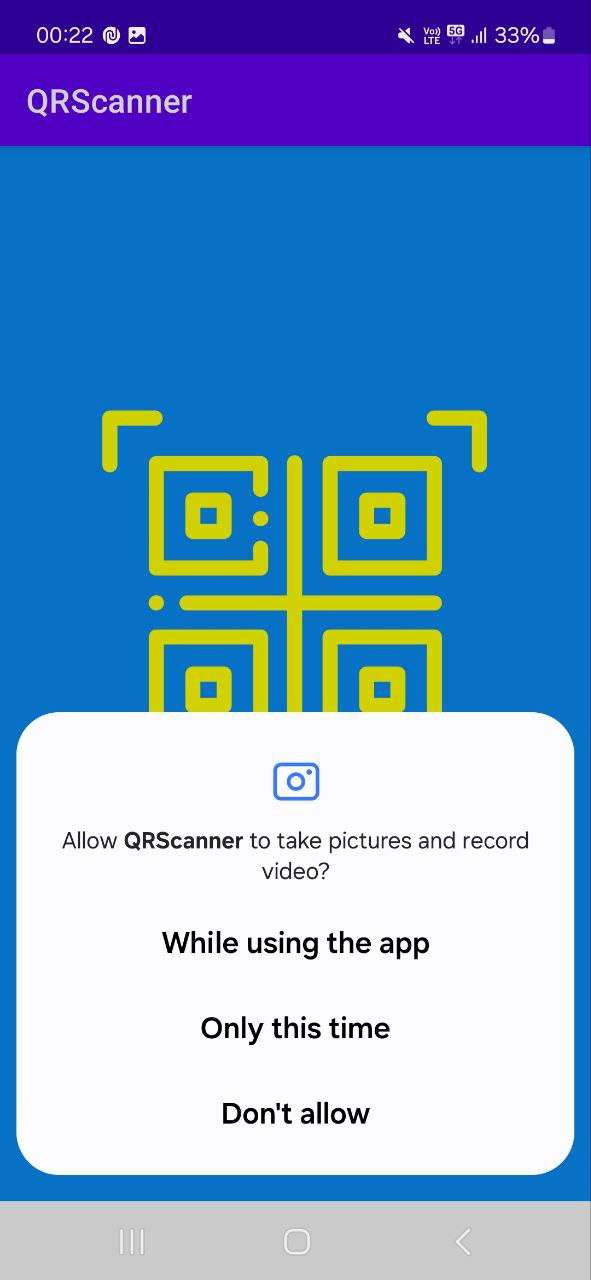 00:22 Vo)) LTE 5G 33%
QRScanner
Allow QRScanner to take pictures and record
video?
While using the app
Only this time
Don't allow